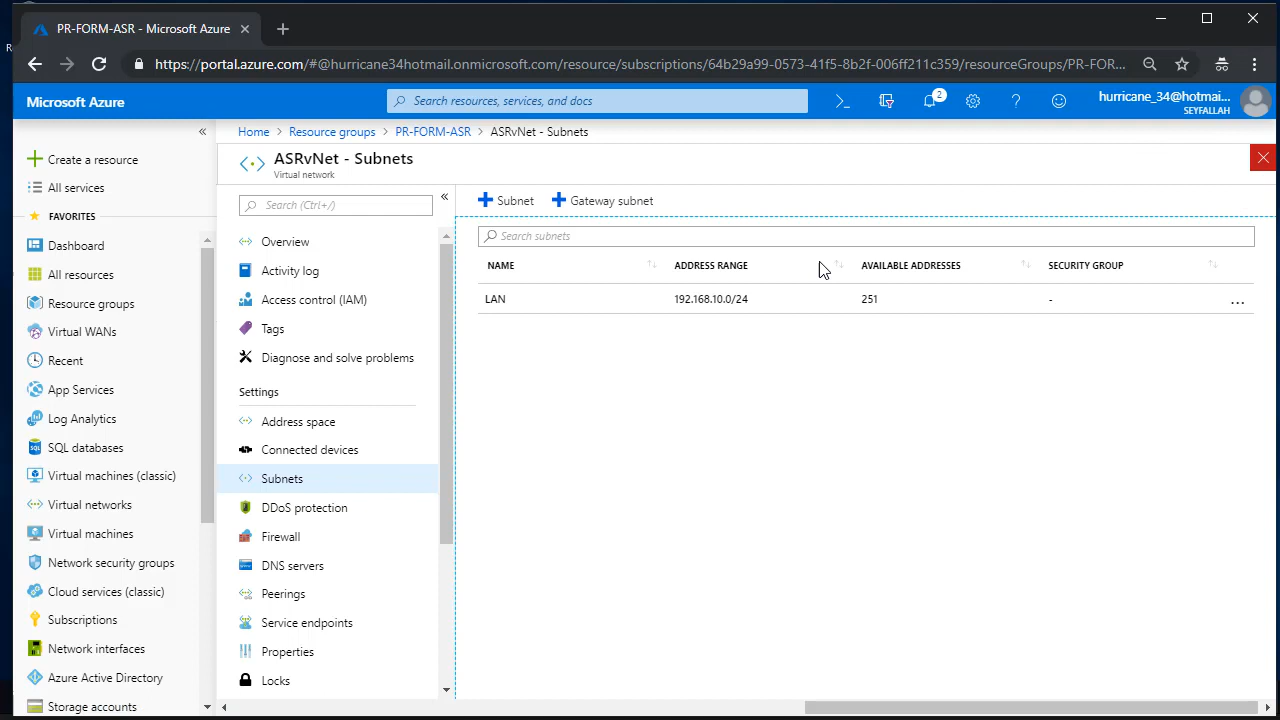 PR-FORM-ASR - Microsoft Azure
https://portal.azure.com/#@hurricane34hotmail.onmicrosoft.com/resource/subscriptions/64b29a99-0573-41f5-8b2f-006ff211c359/resourceGroups/PR-FOR...
Microsoft Azure
Search resources, services, and docs
2
hurricane_34@hotmai...
SEYFALLAH
Home > Resource groups > PR-FORM-ASR > ASRvNet - Subnets
ASRvNet - Subnets
Virtual network
Create a resource
All services
FAVORITES
Dashboard
All resources
Resource groups
Virtual WANs
Recent
App Services
Log Analytics
SQL databases
Virtual machines (classic)
Virtual networks
Virtual machines
Network security groups
Cloud services (classic)
Subscriptions
Network interfaces
Azure Active Directory
Storage accounts
Search (Ctrl+/)
Overview
Activity log
Access control (IAM)
Tags
Diagnose and solve problems
Settings
Address space
Connected devices
Subnets
DDoS protection
Firewall
DNS servers
Peerings
Service endpoints
Properties
Locks
+ Subnet + Gateway subnet
Search subnets
NAME ADDRESS RANGE AVAILABLE ADDRESSES SECURITY GROUP
LAN 192.168.10.0/24 251 - ...